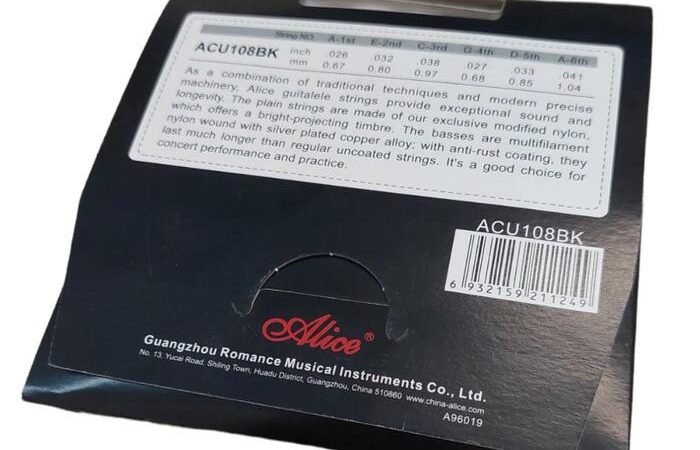 String NO. A-1st E-2nd C-3rd G-4th D-5th A-6th
ACU108BK inch .026 .032 .038 .027 .033 .041
mm 0.67 0.80 0.97 0.68 0.85 1.04
As a combination of traditional techniques and modern precise
machinery, Alice guitalele strings provide exceptional sound and
longevity. The plain strings are made of our exclusive modified nylon,
which offers a bright-projecting timbre. The basses are multifilament
nylon wound with silver plated copper alloy; with anti-rust coating, they
last much longer than regular uncoated strings. It's a good choice for
concert performance and practice.
ACU108BK
6 932159 211249
Alice®
Guangzhou Romance Musical Instruments Co., Ltd.
No. 13, Yucai Road, Shiling Town, Huadu District, Guangzhou, China 510860 www.china-alice.com
A96019